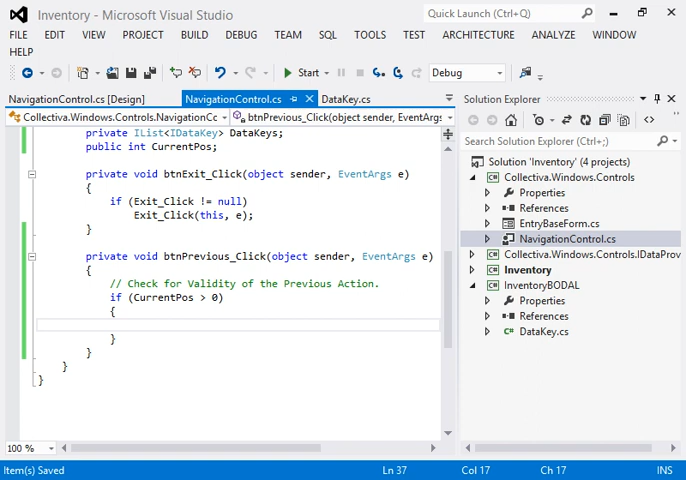 Inventory - Microsoft Visual Studio
Quick Launch (Ctrl+Q)
FILE EDIT VIEW PROJECT BUILD DEBUG TEAM SQL TOOLS TEST ARCHITECTURE ANALYZE WINDOW
HELP
Start Debug
NavigationControl.cs [Design] NavigationControl.cs DataKey.cs
Collectiva.Windows.Controls.NavigationCc btnPrevious_Click(object sender, EventArgs
private IList<IDataKey> DataKeys;
public int CurrentPos;
private void btnExit_Click(object sender, EventArgs e)
{
if (Exit_Click != null)
Exit_Click(this, e);
}
private void btnPrevious_Click(object sender, EventArgs e)
{
// Check for Validity of the Previous Action.
if (CurrentPos > 0)
{
}
}
}
}
100 %
Solution Explorer
Search Solution Explorer (Ctrl+;)
Solution 'Inventory' (4 projects)
Collectiva.Windows.Controls
Properties
References
EntryBaseForm.cs
NavigationControl.cs
Collectiva.Windows.Controls.IDataProv
Inventory
InventoryBODAL
Properties
References
DataKey.cs
Item(s) Saved Ln 37 Col 17 Ch 17 INS